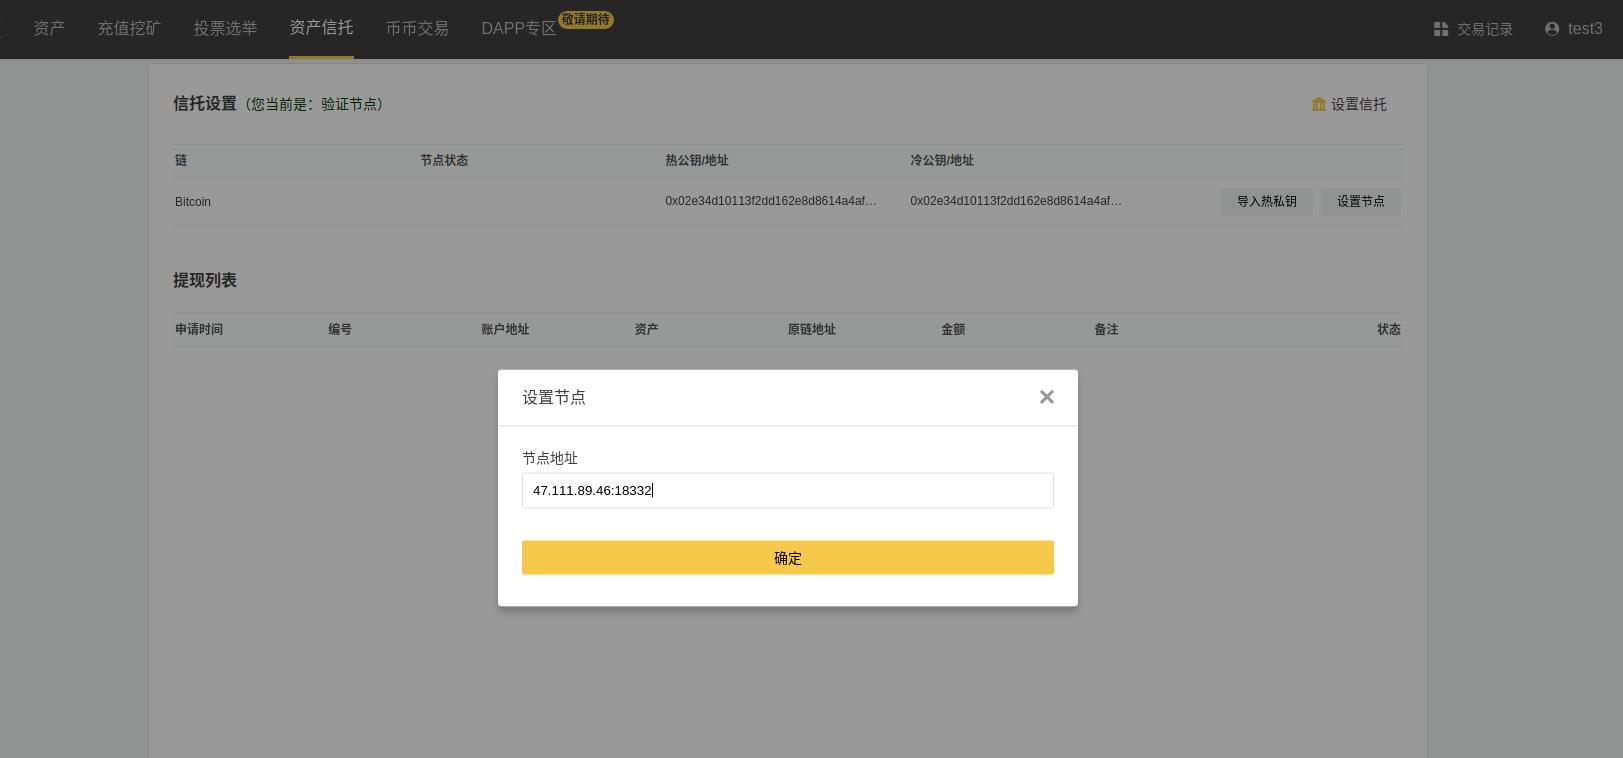 资产 充值挖矿 投票选举 资产信托 币币交易 DAPP专区 敬请期待 交易记录 test3
信托设置（您当前是：验证节点） 设置信托
链 节点状态 热公钥/地址 冷公钥/地址
Bitcoin 0x02e34d10113f2dd162e8d8614a4af… 0x02e34d10113f2dd162e8d8614a4af… 导入热私钥 设置节点
提现列表
申请时间 编号 账户地址 资产 原链地址 金额 备注 状态
设置节点
节点地址
47.111.89.46:18332
确定